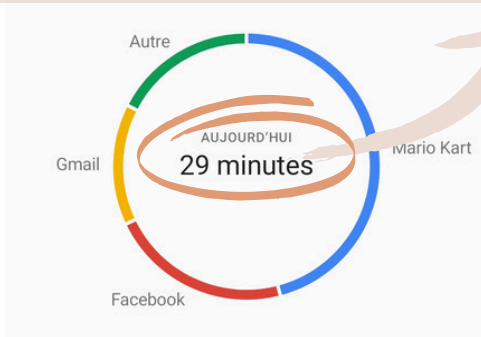 Autre
AUJOURD'HUI
29 minutes
Mario Kart
Gmail
Facebook